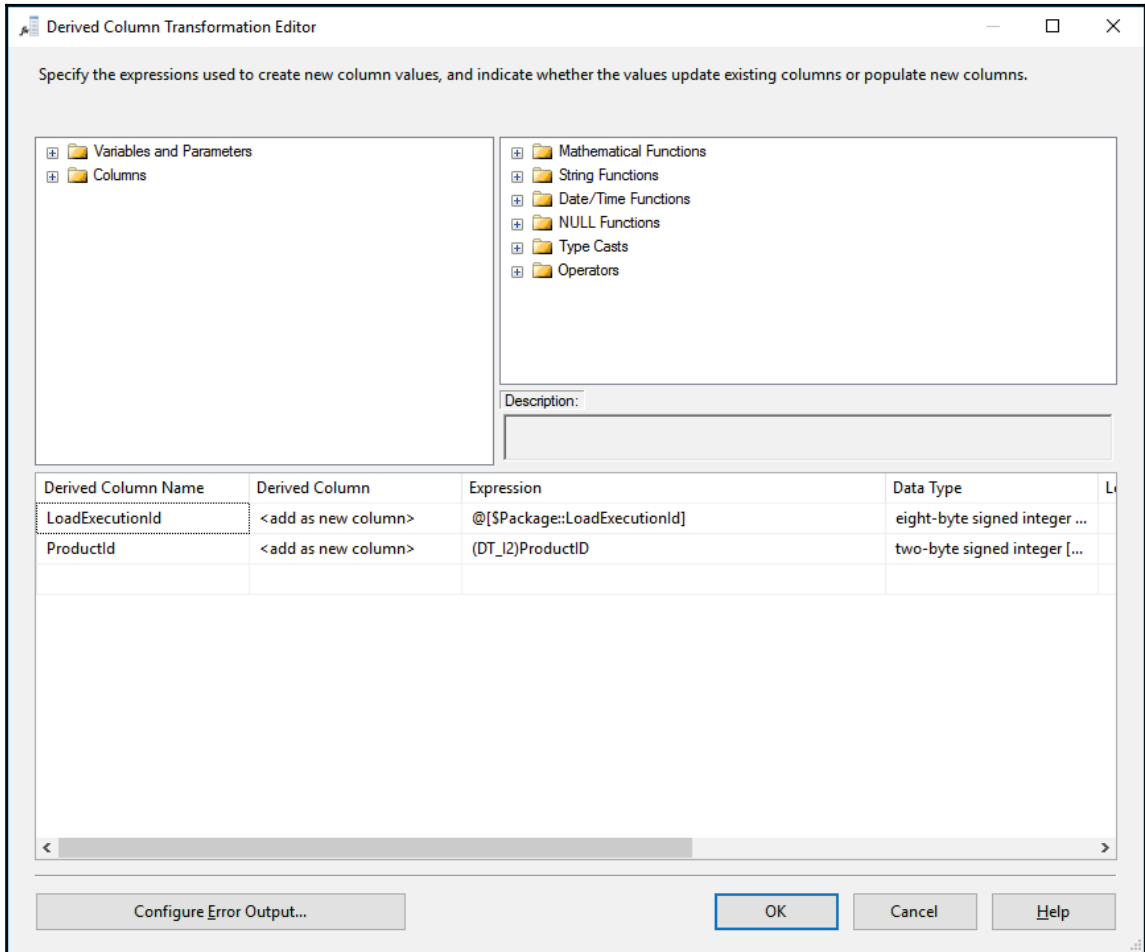 Derived Column Transformation Editor
Specify the expressions used to create new column values, and indicate whether the values update existing columns or populate new columns.
Variables and Parameters
Columns
Mathematical Functions
String Functions
Date/Time Functions
NULL Functions
Type Casts
Operators
Description:
Derived Column Name Derived Column Expression Data Type
LoadExecutionId <add as new column> @[$Package::LoadExecutionId] eight-byte signed integer ...
ProductId <add as new column> (DT_I2)ProductID two-byte signed integer [...
Configure Error Output... OK Cancel Help